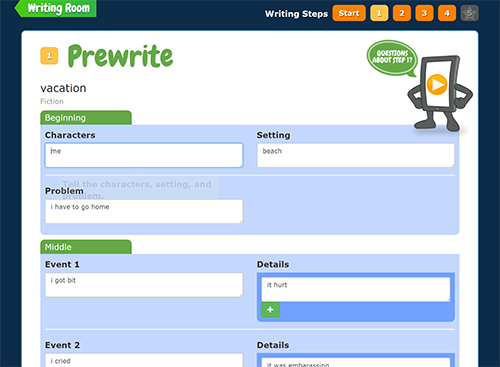 Writing Room
Writing Steps Start 1 2 3 4 5
1 Prewrite
QUESTIONS
ABOUT STEP 1?
vacation
Fiction
Beginning
Characters Setting
me beach
Tell the characters, setting, and
problem.
Problem
i have to go home
Middle
Event 1 Details
i got bit it hurt
+
Event 2 Details
i cried it was embarassing